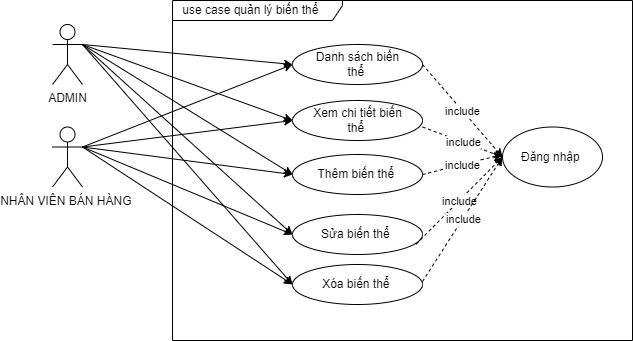 use case quản lý biến thể
ADMIN
NHÂN VIÊN BÁN HÀNG
Danh sách biến
thể
Xem chi tiết biến
thể
Thêm biến thể
Sửa biến thể
Xóa biến thể
include
include
include
include
include
Đăng nhập